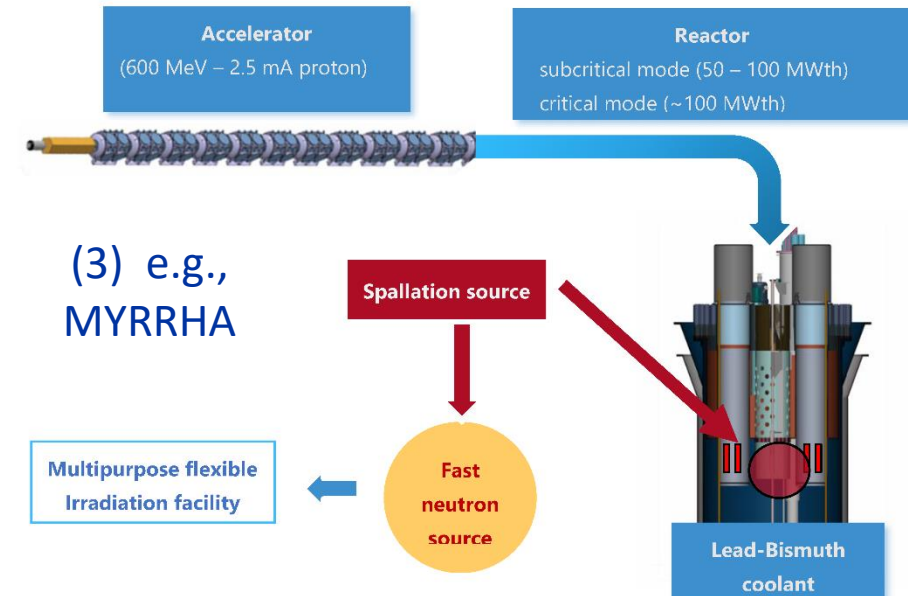 Accelerator
(600 MeV – 2.5 mA proton)
Reactor
subcritical mode (50 – 100 MWth)
critical mode (~100 MWth)
(3) e.g.,
MYRRHA
Spallation source
Multipurpose flexible
Irradiation facility
Fast
neutron
source
Lead-Bismuth
coolant